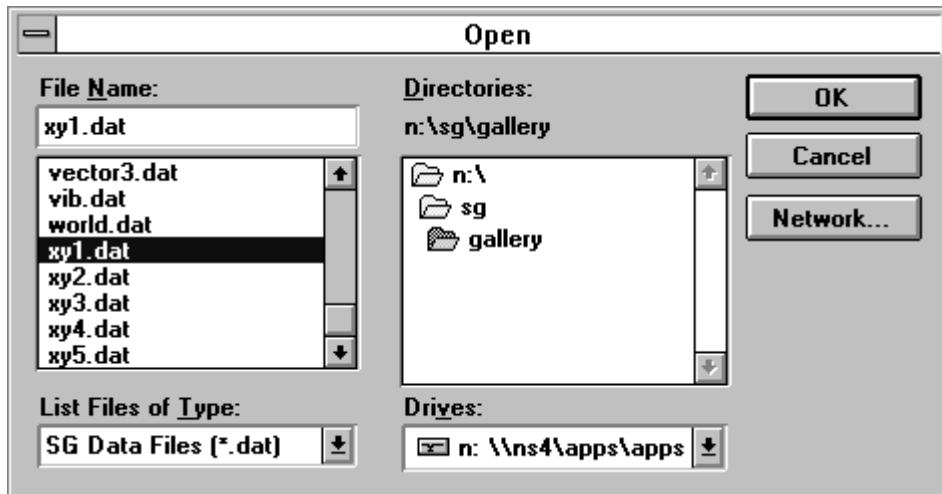 Open
File Name:
xy1.dat
vector3.dat
vib.dat
world.dat
xy1.dat
xy2.dat
xy3.dat
xy4.dat
xy5.dat
List Files of Type:
SG Data Files (*.dat)
Directories:
n:\sg\gallery
n:\
sg
gallery
Drives:
n: \\ns4\apps\apps
OK
Cancel
Network...